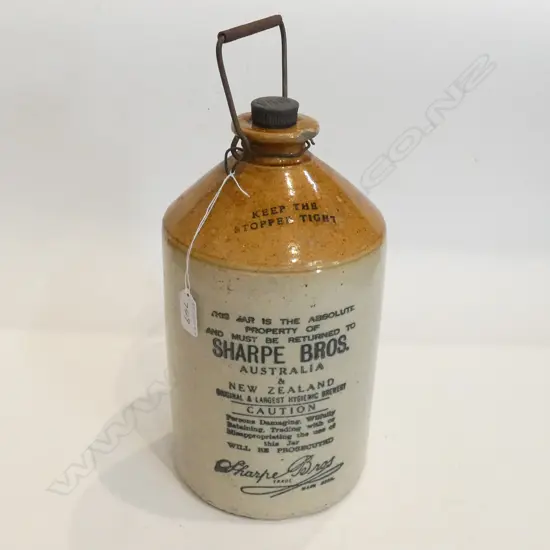 KEEP THE
STOPPER TIGHT
THIS JAR IS THE ABSOLUTE
PROPERTY OF
AND MUST BE RETURNED TO
SHARPE BROS.
AUSTRALIA
&
NEW ZEALAND
ORIGINAL & LARGEST HYGIENIC BREWERY
CAUTION
Persons Damaging, Wilfully
Retaining, Trading with or
Misappropriating the use of
this Jar
WILL BE PROSECUTED
Sharpe Bros
TRADE MARK